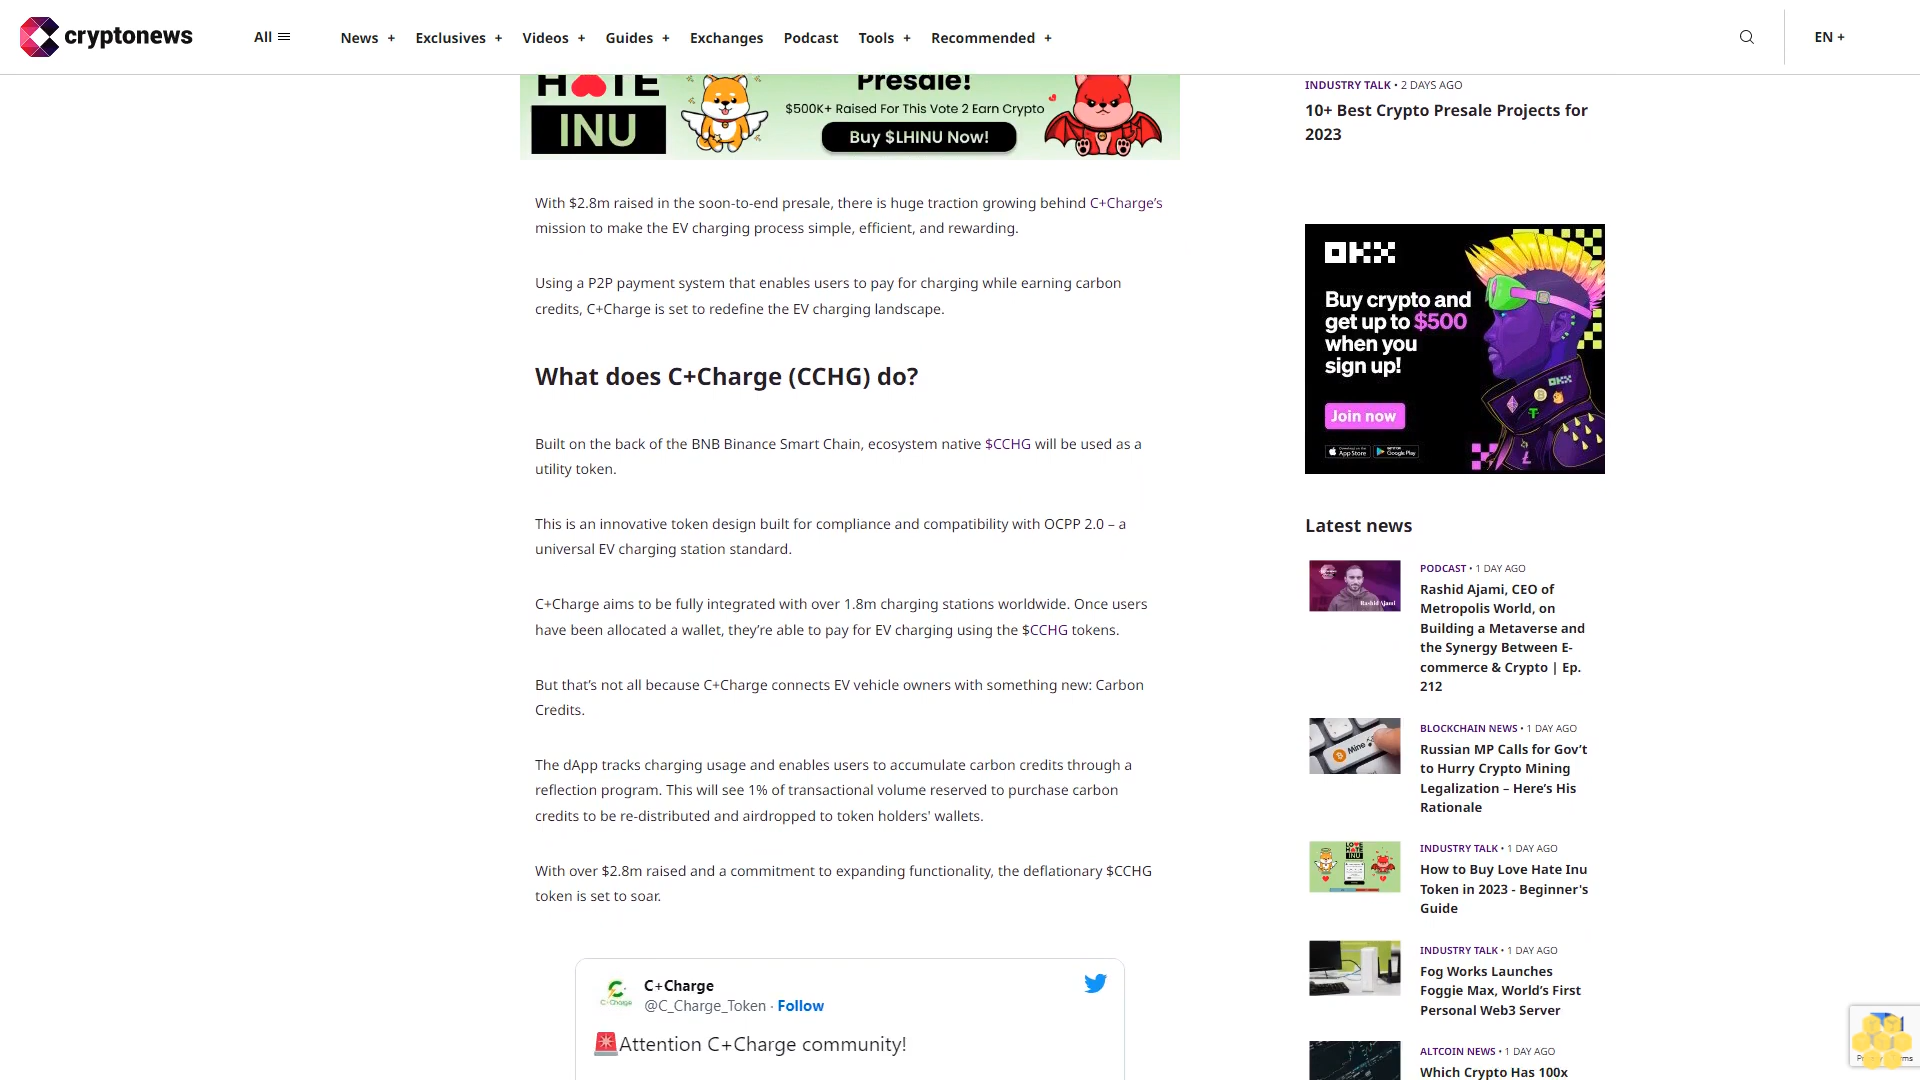 cryptonews
All
News +
Exclusives +
Videos +
Guides +
Exchanges
Podcast
Tools +
Recommended +
EN +
HATE
INU
Presale!
$500K+ Raised For This Vote 2 Earn Crypto
Buy $LHINU Now!
With $2.8m raised in the soon-to-end presale, there is huge traction growing behind C+Charge’s
mission to make the EV charging process simple, efficient, and rewarding.
Using a P2P payment system that enables users to pay for charging while earning carbon
credits, C+Charge is set to redefine the EV charging landscape.
What does C+Charge (CCHG) do?
Built on the back of the BNB Binance Smart Chain, ecosystem native $CCHG will be used as a
utility token.
This is an innovative token design built for compliance and compatibility with OCPP 2.0 – a
universal EV charging station standard.
C+Charge aims to be fully integrated with over 1.8m charging stations worldwide. Once users
have been allocated a wallet, they’re able to pay for EV charging using the $CCHG tokens.
But that’s not all because C+Charge connects EV vehicle owners with something new: Carbon
Credits.
The dApp tracks charging usage and enables users to accumulate carbon credits through a
reflection program. This will see 1% of transactional volume reserved to purchase carbon
credits to be re-distributed and airdropped to token holders' wallets.
With over $2.8m raised and a commitment to expanding functionality, the deflationary $CCHG
token is set to soar.
C+Charge
@C_Charge_Token · Follow
🚨Attention C+Charge community!
INDUSTRY TALK • 2 DAYS AGO
10+ Best Crypto Presale Projects for
2023
OKX
Buy crypto and
get up to $500
when you
sign up!
Join now
Download on the
App Store
Google Play
OKX
Latest news
Rashid Ajami
PODCAST • 1 DAY AGO
Rashid Ajami, CEO of
Metropolis World, on
Building a Metaverse and
the Synergy Between E-
commerce & Crypto | Ep.
212
Mine
BLOCKCHAIN NEWS • 1 DAY AGO
Russian MP Calls for Gov’t
to Hurry Crypto Mining
Legalization – Here’s His
Rationale
LOVE
HATE
INU
INDUSTRY TALK • 1 DAY AGO
How to Buy Love Hate Inu
Token in 2023 - Beginner's
Guide
INDUSTRY TALK • 1 DAY AGO
Fog Works Launches
Foggie Max, World’s First
Personal Web3 Server
ALTCOIN NEWS • 1 DAY AGO
Which Crypto Has 100x